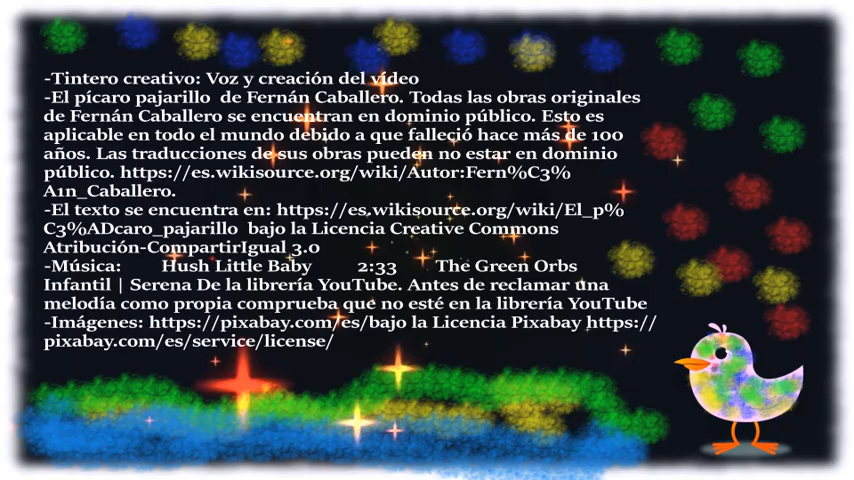 -Tintero creativo: Voz y creación del vídeo
-El pícaro pajarillo de Fernán Caballero. Todas las obras originales
de Fernán Caballero se encuentran en dominio público. Esto es
aplicable en todo el mundo debido a que falleció hace más de 100
años. Las traducciones de sus obras pueden no estar en dominio
público. https://es.wikisource.org/wiki/Autor:Fern%C3%
A1n_Caballero.
-El texto se encuentra en: https://es.wikisource.org/wiki/El_p%
C3%ADcaro_pajarillo bajo la Licencia Creative Commons
Atribución-CompartirIgual 3.0
-Música: Hush Little Baby 2:33 The Green Orbs
Infantil | Serena De la librería YouTube. Antes de reclamar una
melodía como propia comprueba que no esté en la librería YouTube
-Imágenes: https://pixabay.com/es/bajo la Licencia Pixabay https://
pixabay.com/es/service/license/